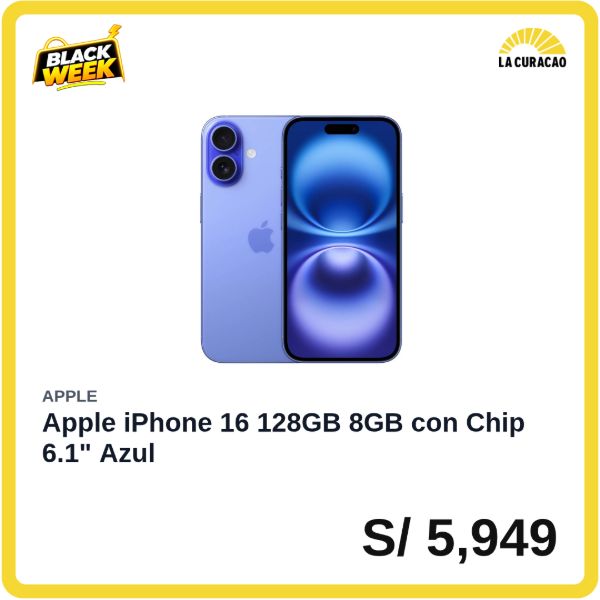 BLACK
WEEK
LA CURACAO
APPLE
Apple iPhone 16 128GB 8GB con Chip
6.1" Azul
S/ 5,949